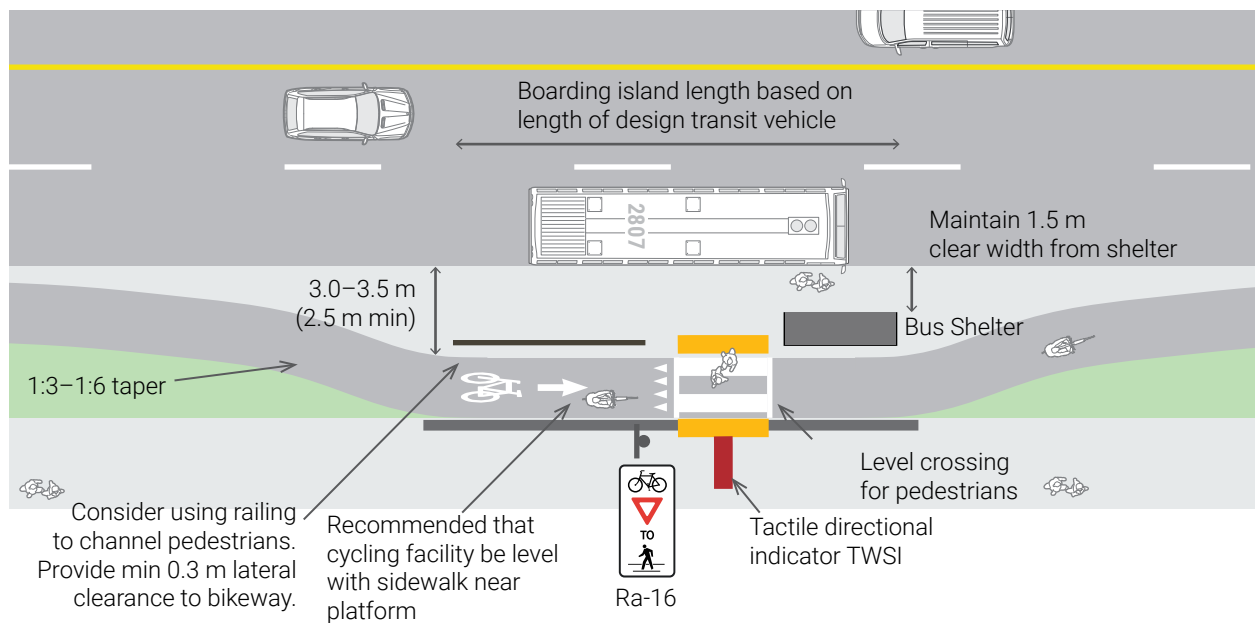 Boarding island length based on
length of design transit vehicle
2807
Maintain 1.5 m
clear width from shelter
3.0–3.5 m
(2.5 m min)
Bus Shelter
1:3–1:6 taper
Level crossing
for pedestrians
Consider using railing
to channel pedestrians.
Provide min 0.3 m lateral
clearance to bikeway.
Recommended that
cycling facility be level
with sidewalk near
platform
TO
Ra-16
Tactile directional
indicator TWSI